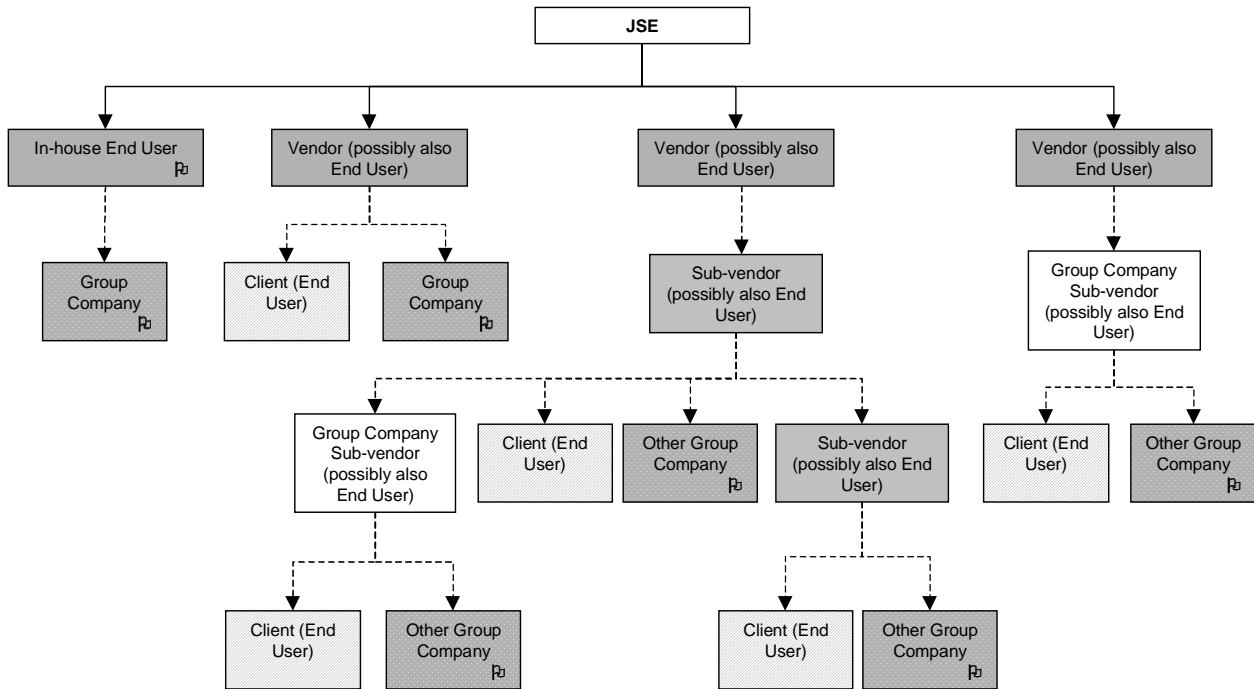 JSE
In-house End User
Vendor (possibly also
End User)
Vendor (possibly also
End User)
Vendor (possibly also
End User)
Group
Company
Client (End
User)
Group
Company
Sub-vendor
(possibly also End
User)
Group Company
Sub-vendor
(possibly also End
User)
Group Company
Sub-vendor
(possibly also
End User)
Client (End
User)
Other Group
Company
Sub-vendor
(possibly also End
User)
Client (End
User)
Other Group
Company
Client (End
User)
Other Group
Company
Client (End
User)
Other Group
Company